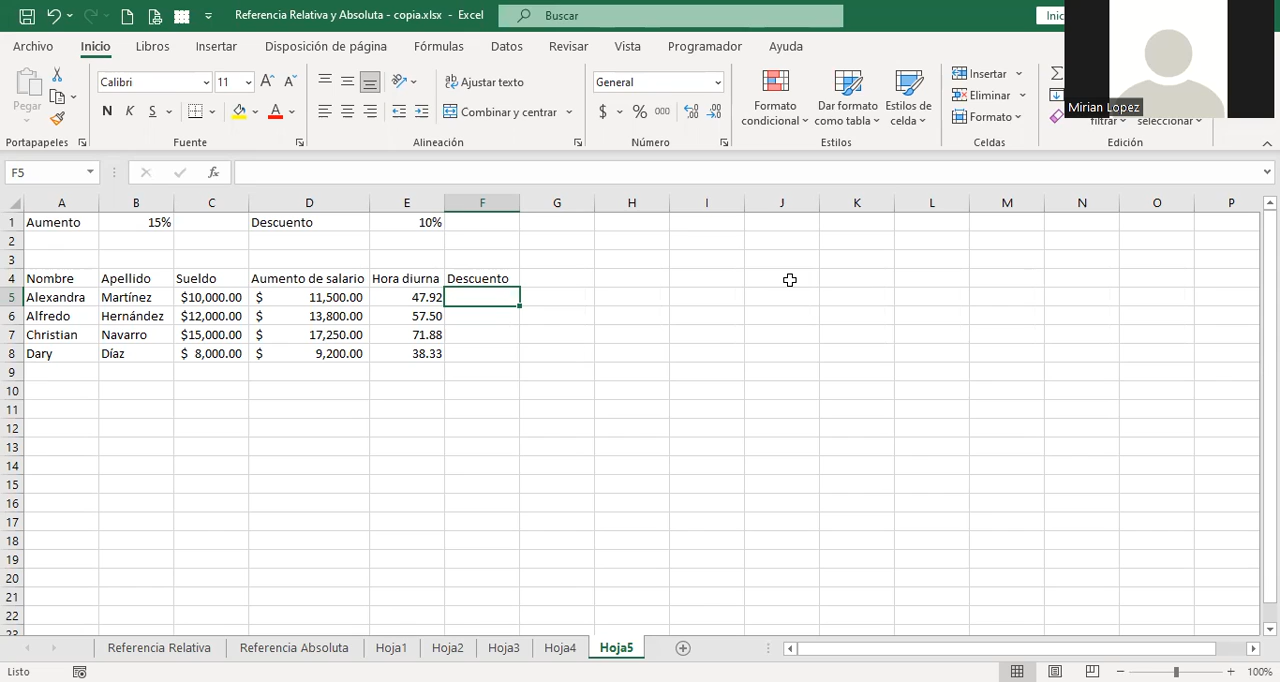 Referencia Relativa y Absoluta - copia.xlsx - Excel
Buscar
Inic
Archivo Inicio Libros Insertar Disposición de página Fórmulas Datos Revisar Vista Programador Ayuda
Mirian Lopez
Pegar
Calibri 11
N K S
Ajustar texto
Combinar y centrar
General
$ % 000
Formato condicional
Dar formato como tabla
Estilos de celda
Insertar
Eliminar
Formato
filtrar
seleccionar
Portapapeles Fuente Alineación Número Estilos Celdas Edición
F5 fx
A B C D E F G H I J K L M N O P
1 Aumento 15% Descuento 10%
2
3
4 Nombre Apellido Sueldo Aumento de salario Hora diurna Descuento
5 Alexandra Martínez $10,000.00 $ 11,500.00 47.92
6 Alfredo Hernández $12,000.00 $ 13,800.00 57.50
7 Christian Navarro $15,000.00 $ 17,250.00 71.88
8 Dary Díaz $ 8,000.00 $ 9,200.00 38.33
9
10
11
12
13
14
15
16
17
18
19
20
21
22
23
Referencia Relativa Referencia Absoluta Hoja1 Hoja2 Hoja3 Hoja4 Hoja5
Listo 100%